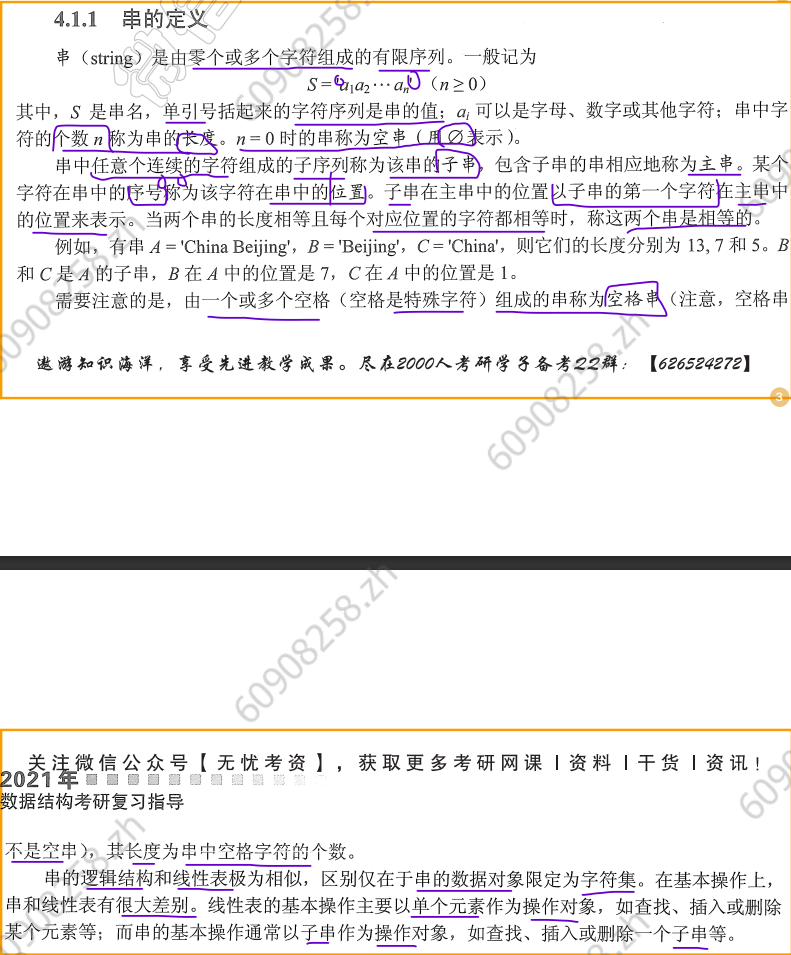 4.1.1 串的定义
串（string）是由零个或多个字符组成的有限序列。一般记为
S = 'a₁a₂⋯aₙ'（n ≥ 0）
其中，S 是串名，单引号括起来的字符序列是串的值；aᵢ 可以是字母、数字或其他字符；串中字
符的个数 n 称为串的长度。n = 0 时的串称为空串（用∅表示）。
串中任意个连续的字符组成的子序列称为该串的子串，包含子串的串相应地称为主串。某个
字符在串中的序号称为该字符在串中的位置。子串在主串中的位置以子串的第一个字符在主串中
的位置来表示。当两个串的长度相等且每个对应位置的字符都相等时，称这两个串是相等的。
例如，有串 A = 'China Beijing'，B = 'Beijing'，C = 'China'，则它们的长度分别为 13, 7 和 5。B
和 C 是 A 的子串，B 在 A 中的位置是 7，C 在 A 中的位置是 1。
需要注意的是，由一个或多个空格（空格是特殊字符）组成的串称为空格串（注意，空格串
遨游知识海洋，享受先进教学成果。尽在2000人考研学子备考22群：【626524272】
3
60908258.zh
60908258.zh
关注微信公众号【无忧考资】，获取更多考研网课丨资料丨干货丨资讯！
2021年
数据结构考研复习指导
不是空串），其长度为串中空格字符的个数。
串的逻辑结构和线性表极为相似，区别仅在于串的数据对象限定为字符集。在基本操作上，
串和线性表有很大差别。线性表的基本操作主要以单个元素作为操作对象，如查找、插入或删除
某个元素等；而串的基本操作通常以子串作为操作对象，如查找、插入或删除一个子串等。